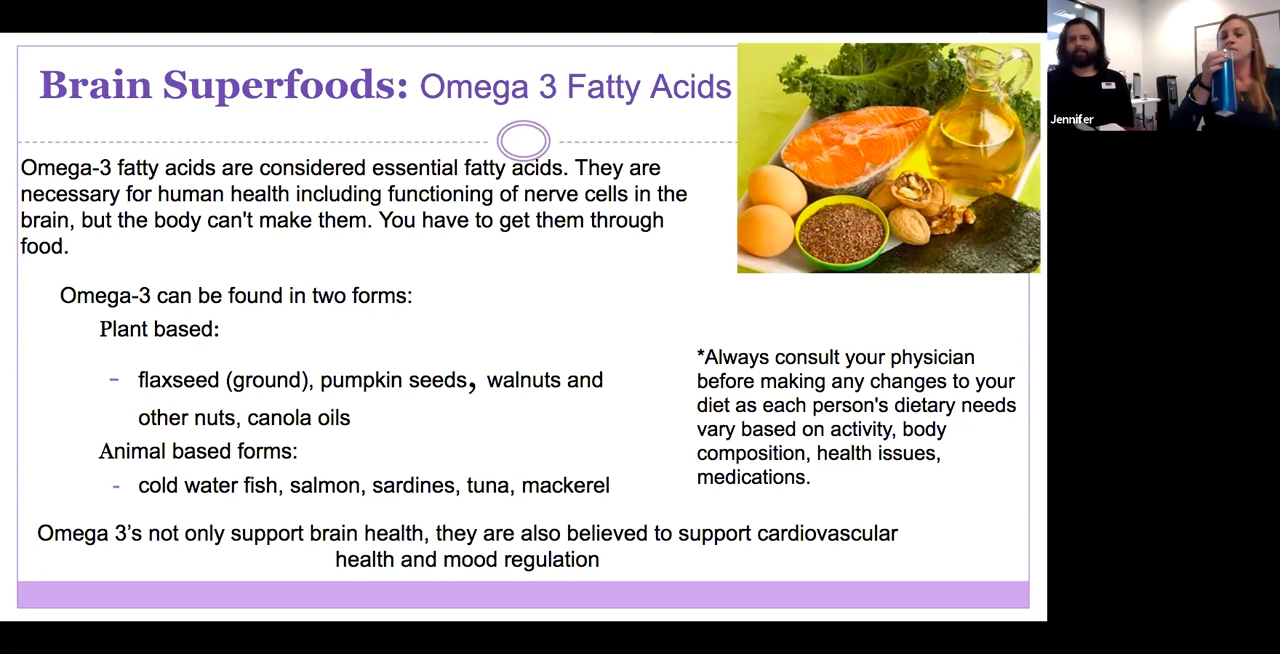 Brain Superfoods: Omega 3 Fatty Acids
Omega-3 fatty acids are considered essential fatty acids. They are
necessary for human health including functioning of nerve cells in the
brain, but the body can't make them. You have to get them through
food.
Omega-3 can be found in two forms:
Plant based:
- flaxseed (ground), pumpkin seeds, walnuts and
other nuts, canola oils
Animal based forms:
- cold water fish, salmon, sardines, tuna, mackerel
*Always consult your physician
before making any changes to your
diet as each person's dietary needs
vary based on activity, body
composition, health issues,
medications.
Omega 3’s not only support brain health, they are also believed to support cardiovascular
health and mood regulation
Jennifer